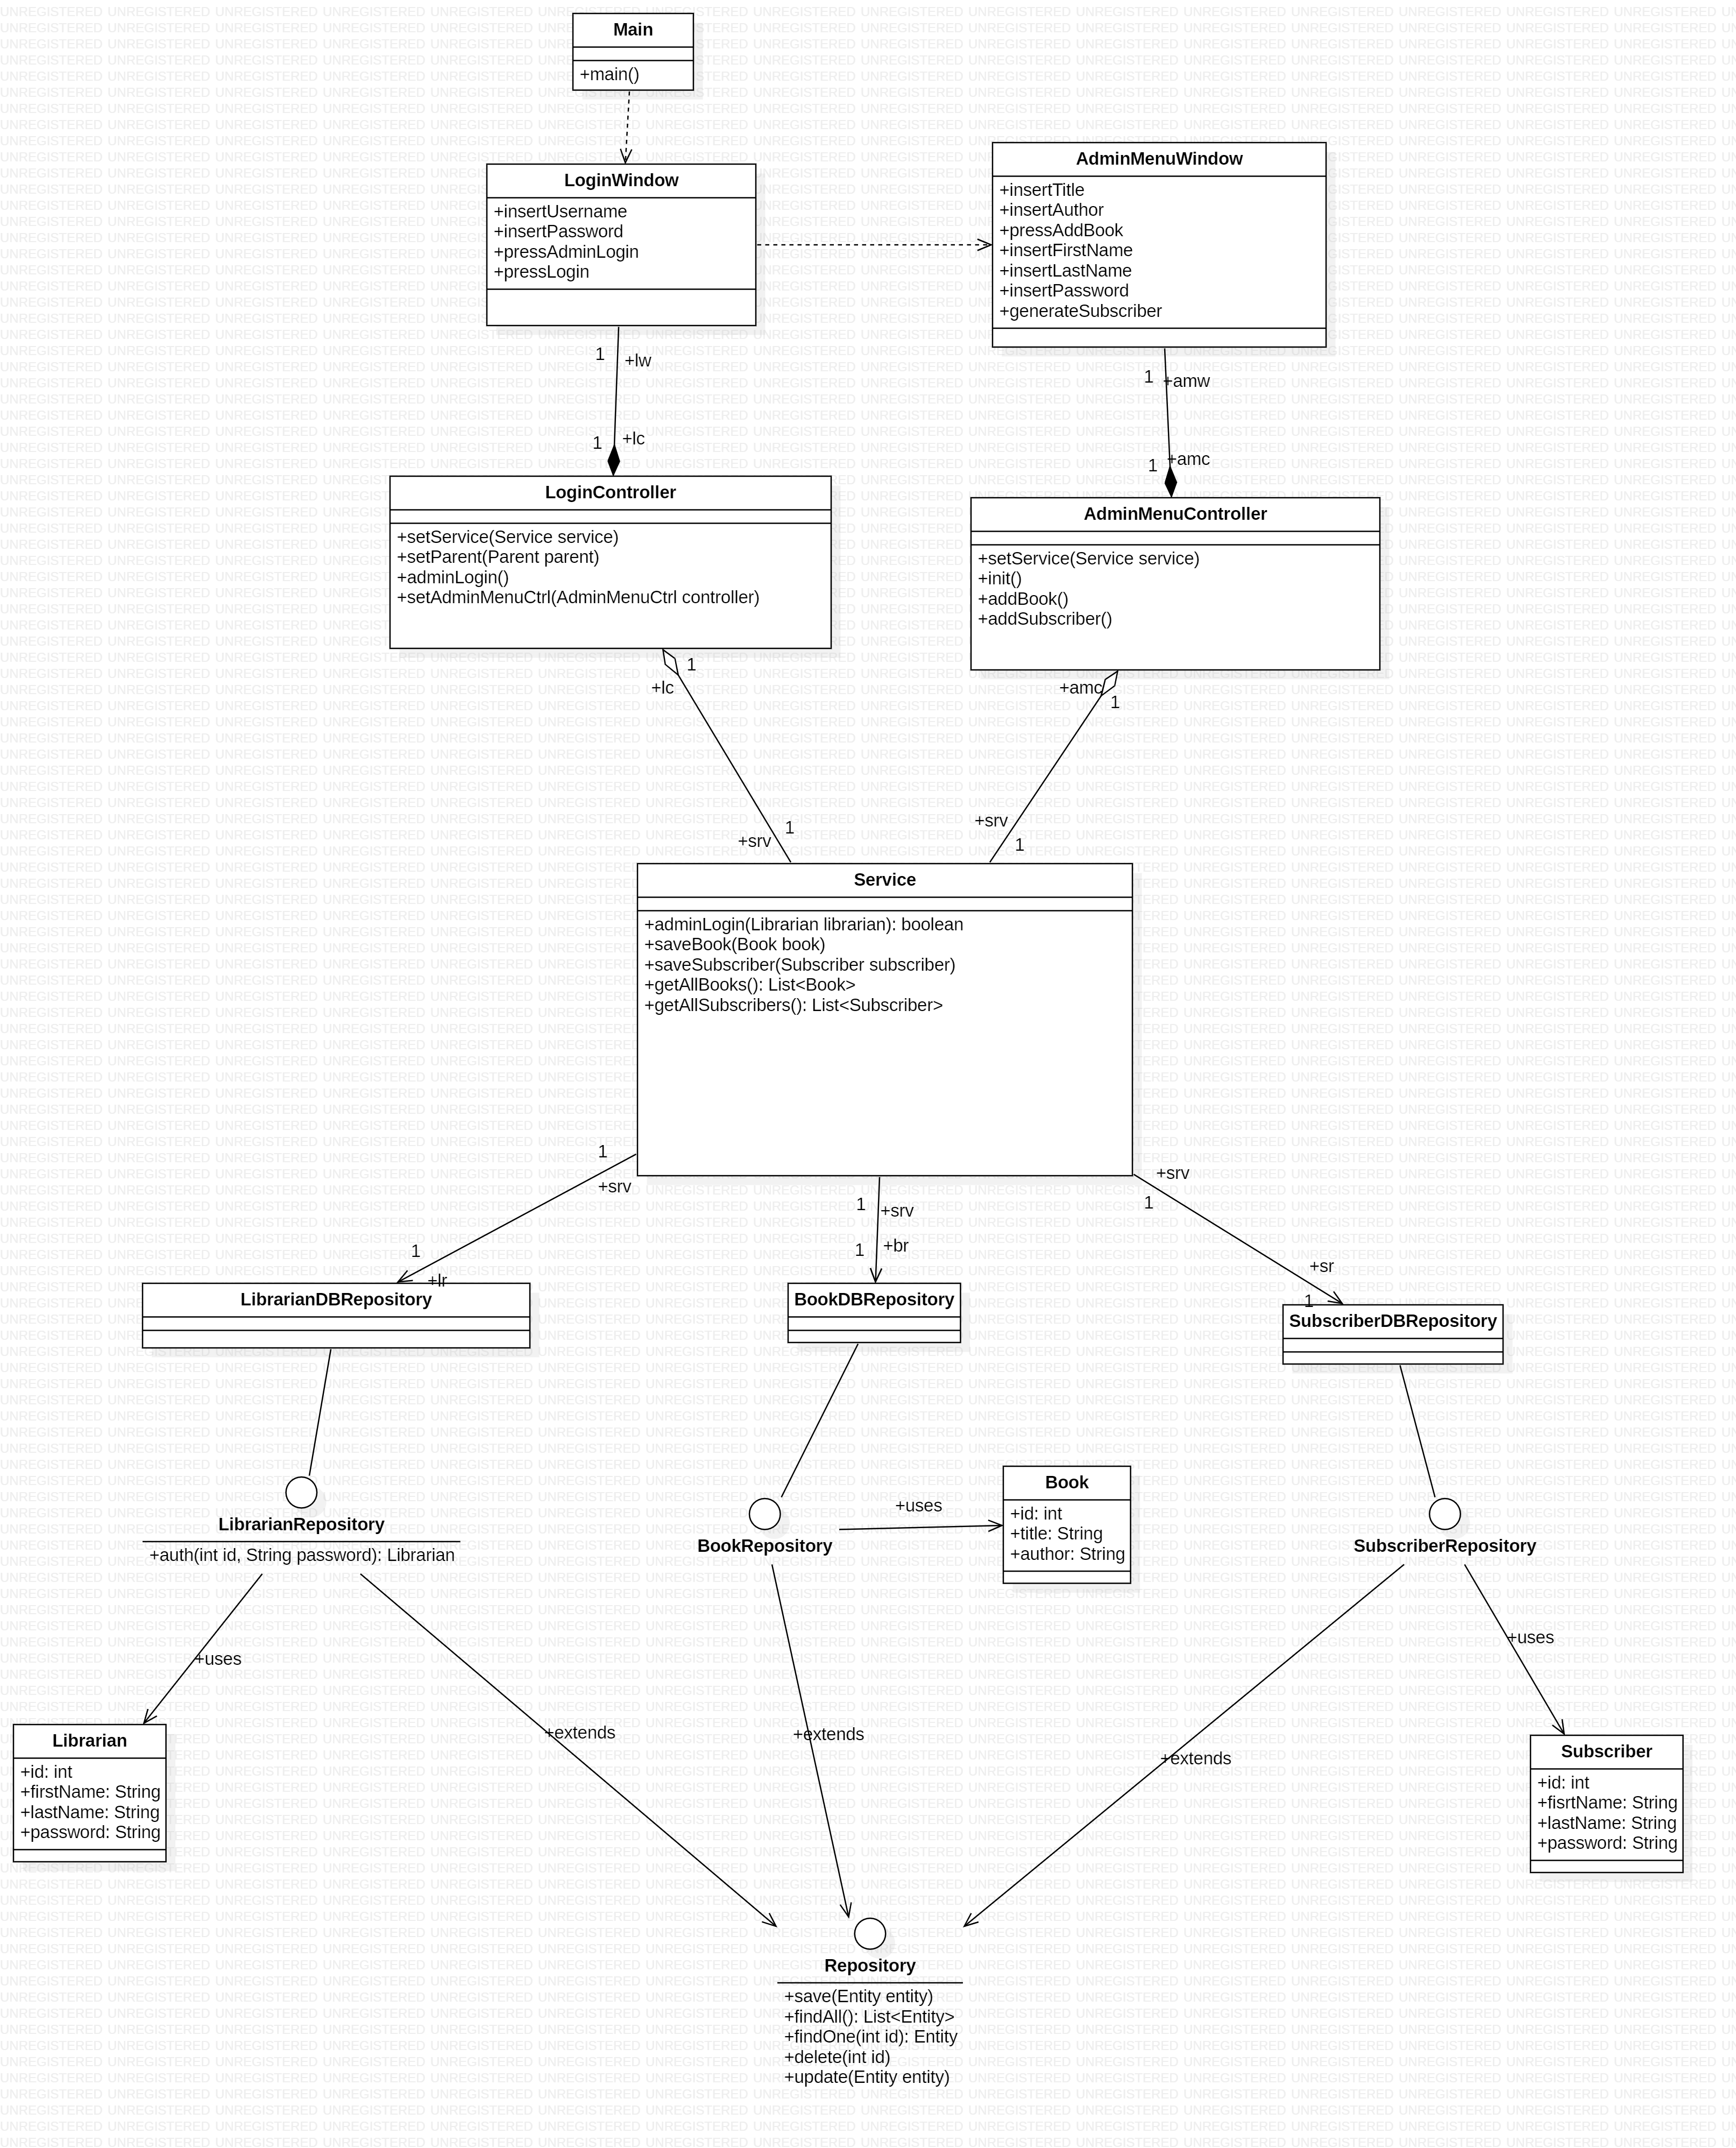 Main
+main()
LoginWindow
+insertUsername
+insertPassword
+pressAdminLogin
+pressLogin
AdminMenuWindow
+insertTitle
+insertAuthor
+pressAddBook
+insertFirstName
+insertLastName
+insertPassword
+generateSubscriber
1
+lw
1
+lc
1
+amw
1
+amc
LoginController
+setService(Service service)
+setParent(Parent parent)
+adminLogin()
+setAdminMenuCtrl(AdminMenuCtrl controller)
AdminMenuController
+setService(Service service)
+init()
+addBook()
+addSubscriber()
1
+lc
+amc
1
+srv
1
+srv
1
Service
+adminLogin(Librarian librarian): boolean
+saveBook(Book book)
+saveSubscriber(Subscriber subscriber)
+getAllBooks(): List<Book>
+getAllSubscribers(): List<Subscriber>
1
+srv
1
+lr
1
+srv
1
+br
+srv
1
+sr
1
LibrarianDBRepository
BookDBRepository
SubscriberDBRepository
LibrarianRepository
+auth(int id, String password): Librarian
BookRepository
+uses
Book
+id: int
+title: String
+author: String
SubscriberRepository
+uses
+extends
+extends
+extends
+uses
Librarian
+id: int
+firstName: String
+lastName: String
+password: String
Subscriber
+id: int
+fisrtName: String
+lastName: String
+password: String
Repository
+save(Entity entity)
+findAll(): List<Entity>
+findOne(int id): Entity
+delete(int id)
+update(Entity entity)